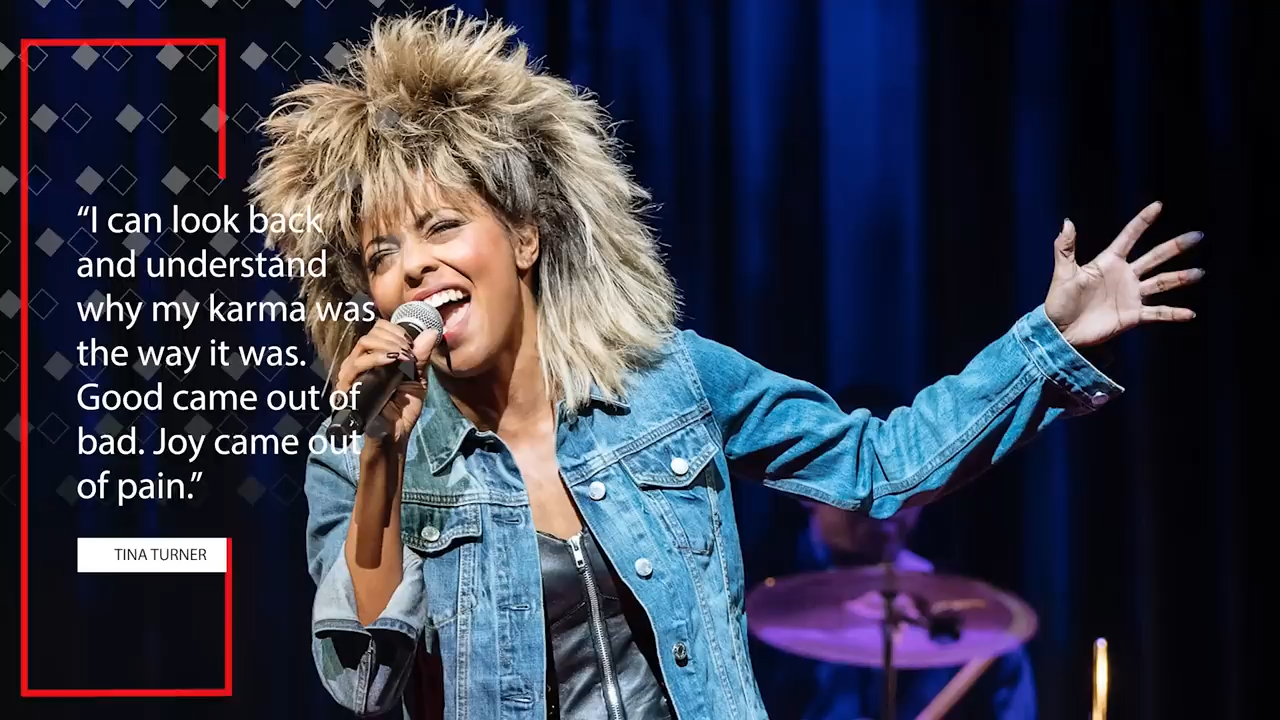 “I can look back
and understand
why my karma was
the way it was.
Good came out of
bad. Joy came out
of pain.”
TINA TURNER